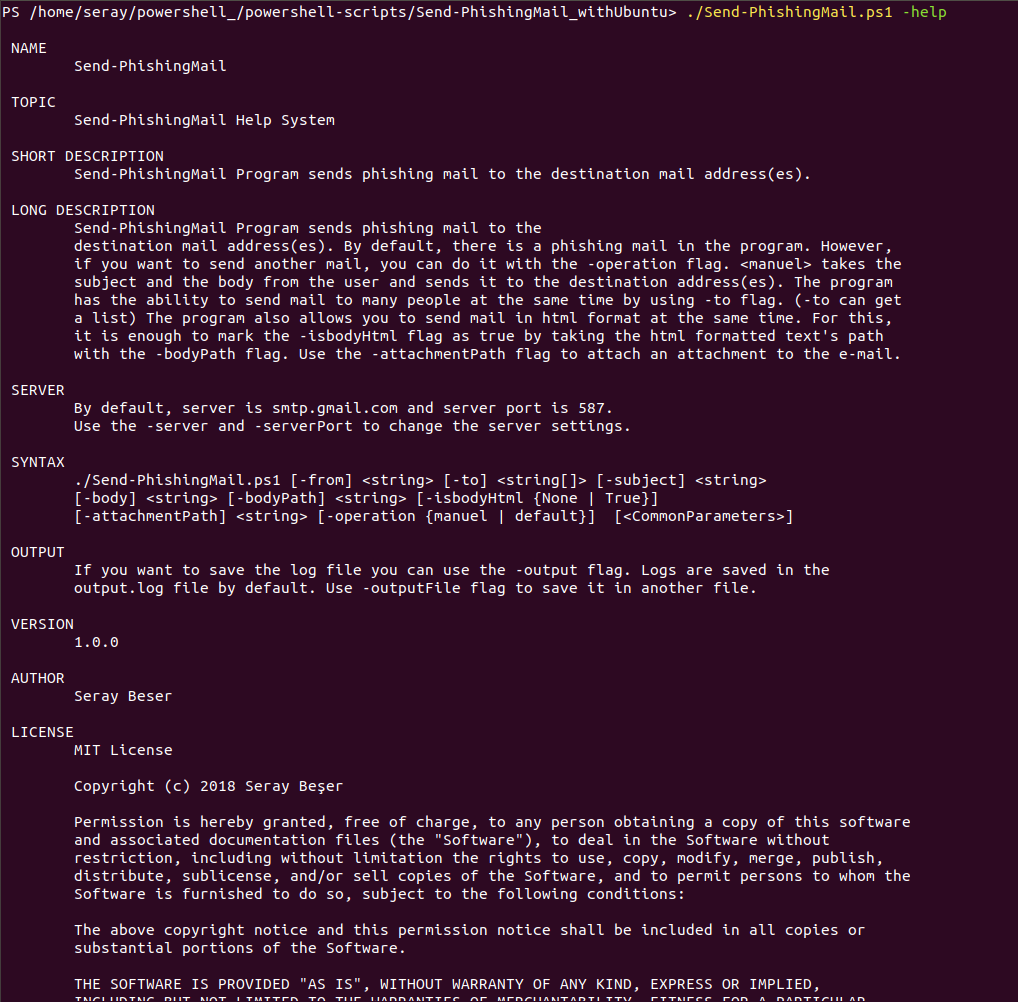 PS /home/seray/powershell_/powershell-scripts/Send-PhishingMail_withUbuntu> ./Send-PhishingMail.ps1 -help
NAME
Send-PhishingMail
TOPIC
Send-PhishingMail Help System
SHORT DESCRIPTION
Send-PhishingMail Program sends phishing mail to the destination mail address(es).
LONG DESCRIPTION
Send-PhishingMail Program sends phishing mail to the
destination mail address(es). By default, there is a phishing mail in the program. However,
if you want to send another mail, you can do it with the -operation flag. <manuel> takes the
subject and the body from the user and sends it to the destination address(es). The program
has the ability to send mail to many people at the same time by using -to flag. (-to can get
a list) The program also allows you to send mail in html format at the same time. For this,
it is enough to mark the -isbodyHtml flag as true by taking the html formatted text's path
with the -bodyPath flag. Use the -attachmentPath flag to attach an attachment to the e-mail.
SERVER
By default, server is smtp.gmail.com and server port is 587.
Use the -server and -serverPort to change the server settings.
SYNTAX
./Send-PhishingMail.ps1 [-from] <string> [-to] <string[]> [-subject] <string>
[-body] <string> [-bodyPath] <string> [-isbodyHtml {None | True}]
[-attachmentPath] <string> [-operation {manuel | default}]  [<CommonParameters>]
OUTPUT
If you want to save the log file you can use the -output flag. Logs are saved in the
output.log file by default. Use -outputFile flag to save it in another file.
VERSION
1.0.0
AUTHOR
Seray Beser
LICENSE
MIT License
Copyright (c) 2018 Seray Beşer
Permission is hereby granted, free of charge, to any person obtaining a copy of this software
and associated documentation files (the "Software"), to deal in the Software without
restriction, including without limitation the rights to use, copy, modify, merge, publish,
distribute, sublicense, and/or sell copies of the Software, and to permit persons to whom the
Software is furnished to do so, subject to the following conditions:
The above copyright notice and this permission notice shall be included in all copies or
substantial portions of the Software.
THE SOFTWARE IS PROVIDED "AS IS", WITHOUT WARRANTY OF ANY KIND, EXPRESS OR IMPLIED,
INCLUDING BUT NOT LIMITED TO THE WARRANTIES OF MERCHANTABILITY, FITNESS FOR A PARTICULAR